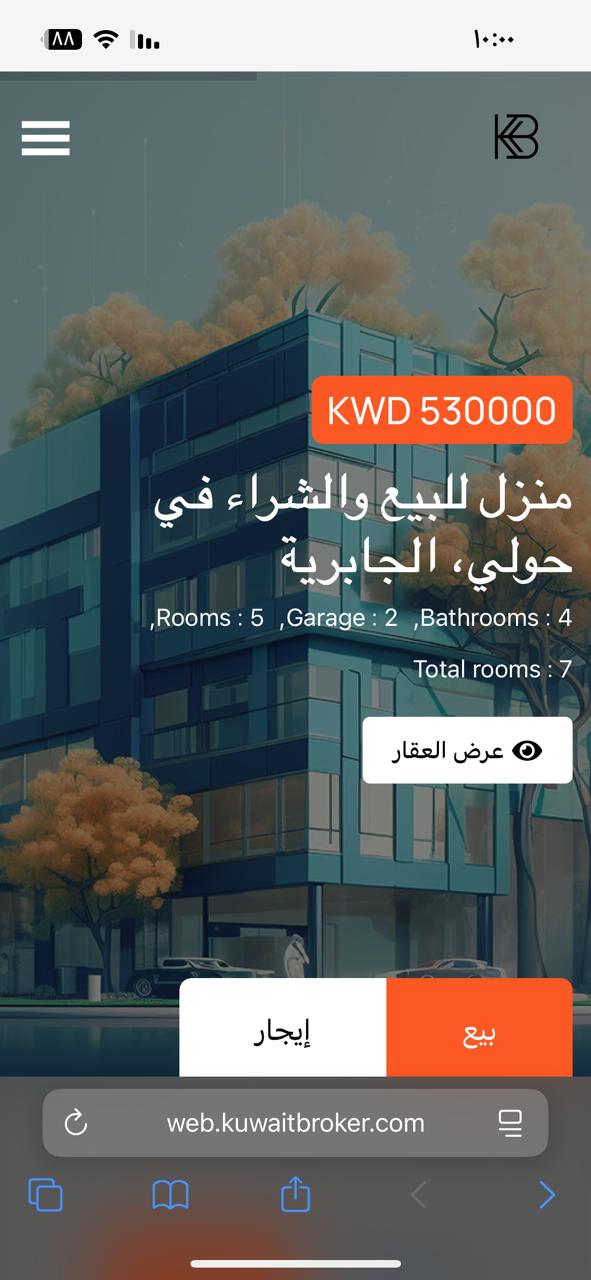 ١٠:٠٠
٨٨
KB
KWD 530000
منزل للبيع والشراء في
حولي، الجابرية
,Rooms : 5 ,Garage : 2 ,Bathrooms : 4
Total rooms : 7
عرض العقار
بيع
إيجار
web.kuwaitbroker.com